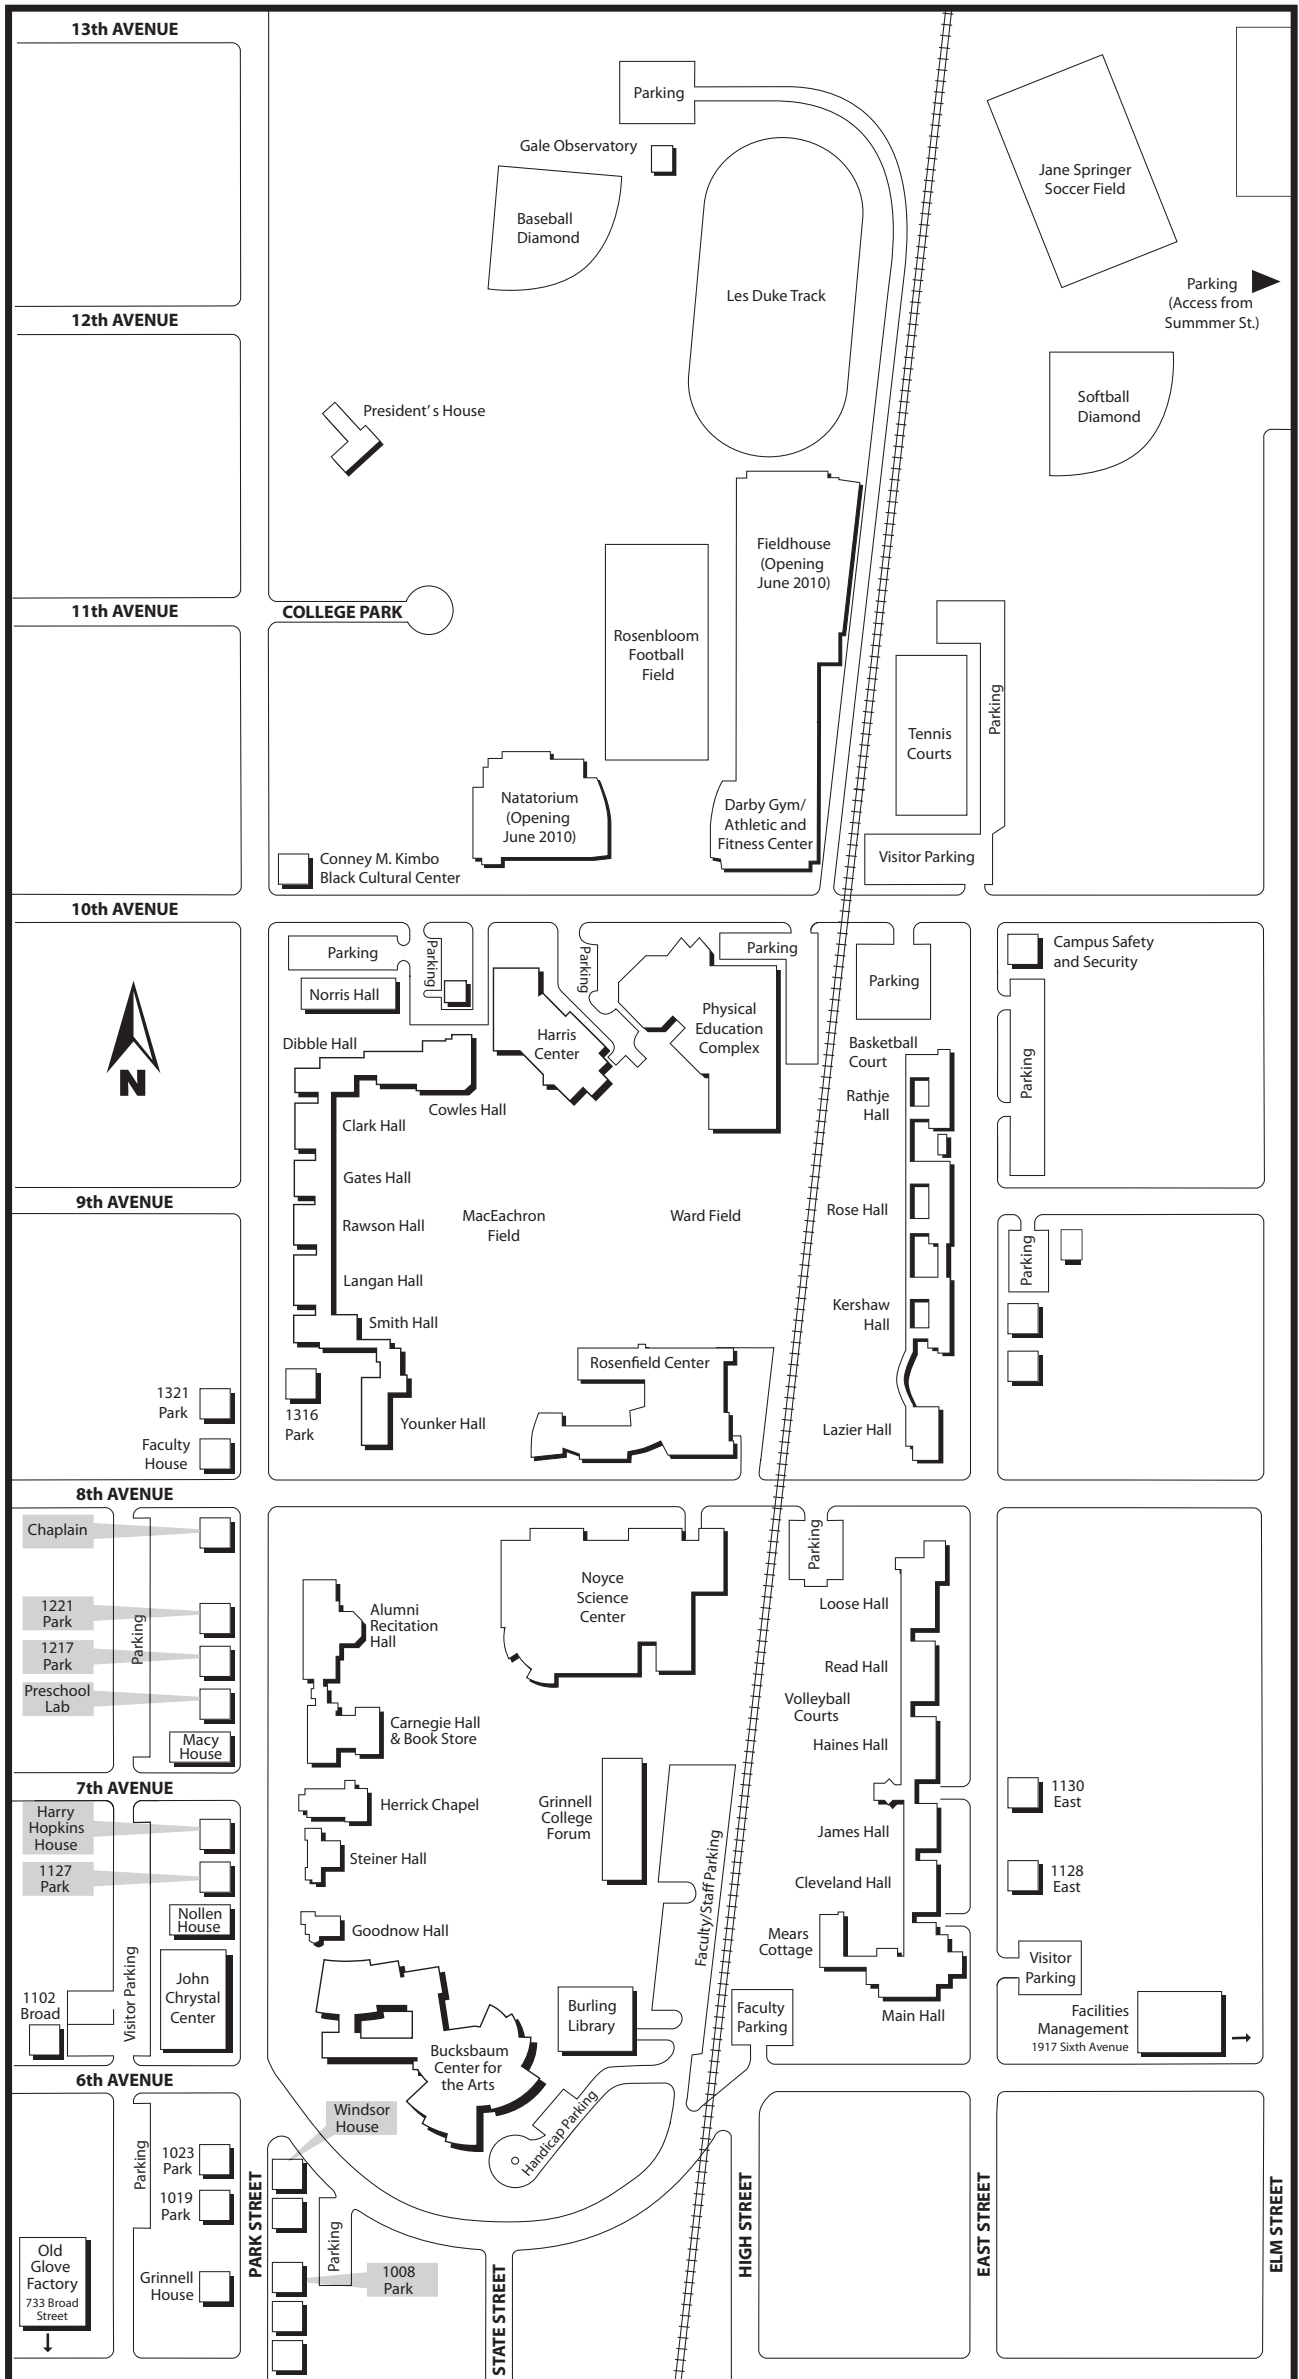 13th AVENUE
Parking
Gale Observatory
Baseball
Diamond
Les Duke Track
Jane Springer
Soccer Field
Parking
(Access from
Summmer St.)
12th AVENUE
Softball
Diamond
President's House
Fieldhouse
(Opening
June 2010)
11th AVENUE
COLLEGE PARK
Rosenbloom
Football
Field
Parking
Tennis
Courts
Natatorium
(Opening
June 2010)
Darby Gym/
Athletic and
Fitness Center
Visitor Parking
Conney M. Kimbo
Black Cultural Center
10th AVENUE
Parking
Parking
Parking
Parking
Parking
Campus Safety
and Security
Norris Hall
Harris
Center
Physical
Education
Complex
N
Dibble Hall
Cowles Hall
Basketball
Court
Rathje
Hall
Parking
Clark Hall
Gates Hall
Rawson Hall
MacEachron
Field
Ward Field
Rose Hall
9th AVENUE
Parking
Langan Hall
Smith Hall
Kershaw
Hall
Rosenfield Center
1321
Park
1316
Park
Younker Hall
Lazier Hall
Faculty
House
8th AVENUE
Chaplain
Parking
Noyce
Science
Center
1221
Park
Parking
Alumni
Recitation
Hall
Loose Hall
1217
Park
Read Hall
Preschool
Lab
Volleyball
Courts
Carnegie Hall
& Book Store
Haines Hall
Macy
House
7th AVENUE
1130
East
Harry
Hopkins
House
Herrick Chapel
Grinnell
College
Forum
James Hall
Steiner Hall
Faculty/Staff Parking
1127
Park
Cleveland Hall
1128
East
Nollen
House
Goodnow Hall
Mears
Cottage
Visitor
Parking
Visitor Parking
John
Chrystal
Center
1102
Broad
Burling
Library
Faculty
Parking
Main Hall
Facilities
Management
1917 Sixth Avenue
Bucksbaum
Center for
the Arts
6th AVENUE
Windsor
House
Handicap Parking
Parking
1023
Park
1019
Park
PARK STREET
HIGH STREET
EAST STREET
ELM STREET
Old
Glove
Factory
733 Broad
Street
Grinnell
House
Parking
1008
Park
STATE STREET